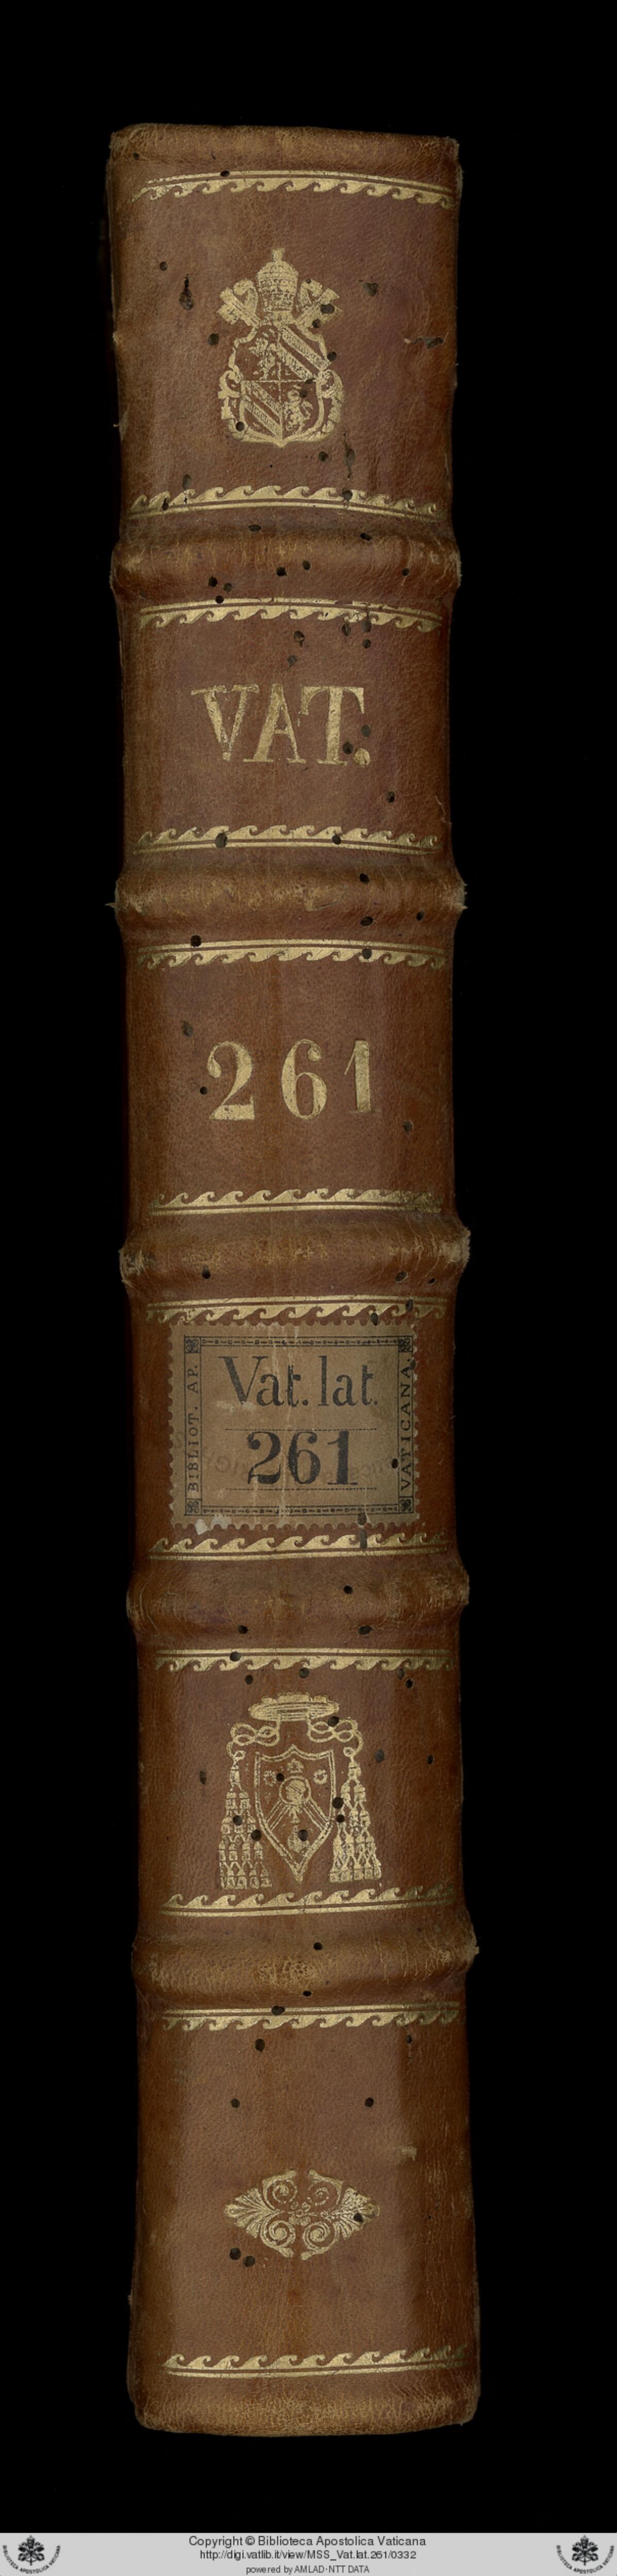 VAT.
261
BIBLIOT. AP.
Vat. lat.
261
VATICANA.
Copyright © Biblioteca Apostolica Vaticana
http://digi.vatlib.it/view/MSS_Vat.lat.261/0332
powered by AMLAD·NTT DATA